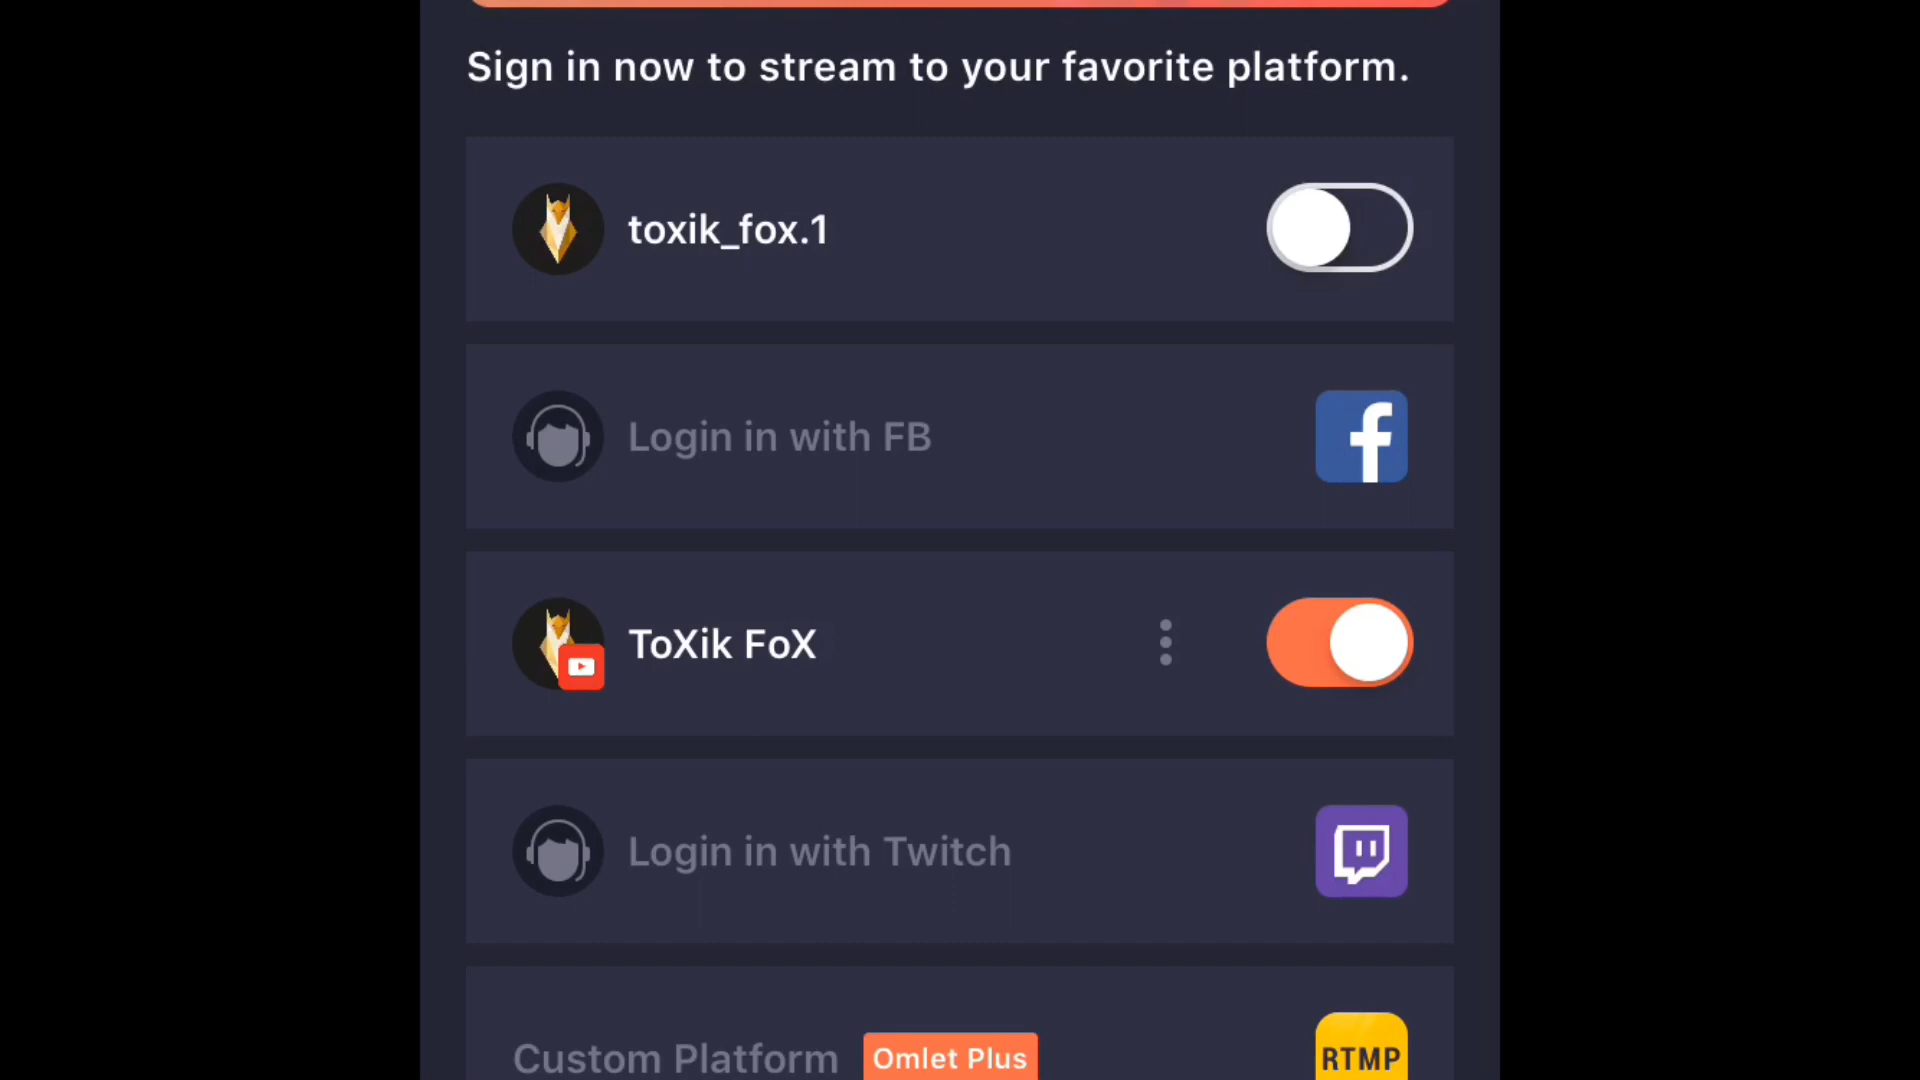 Sign in now to stream to your favorite platform.
toxik_fox.1
Login in with FB
ToXik FoX
Login in with Twitch
Custom Platform Omlet Plus RTMP